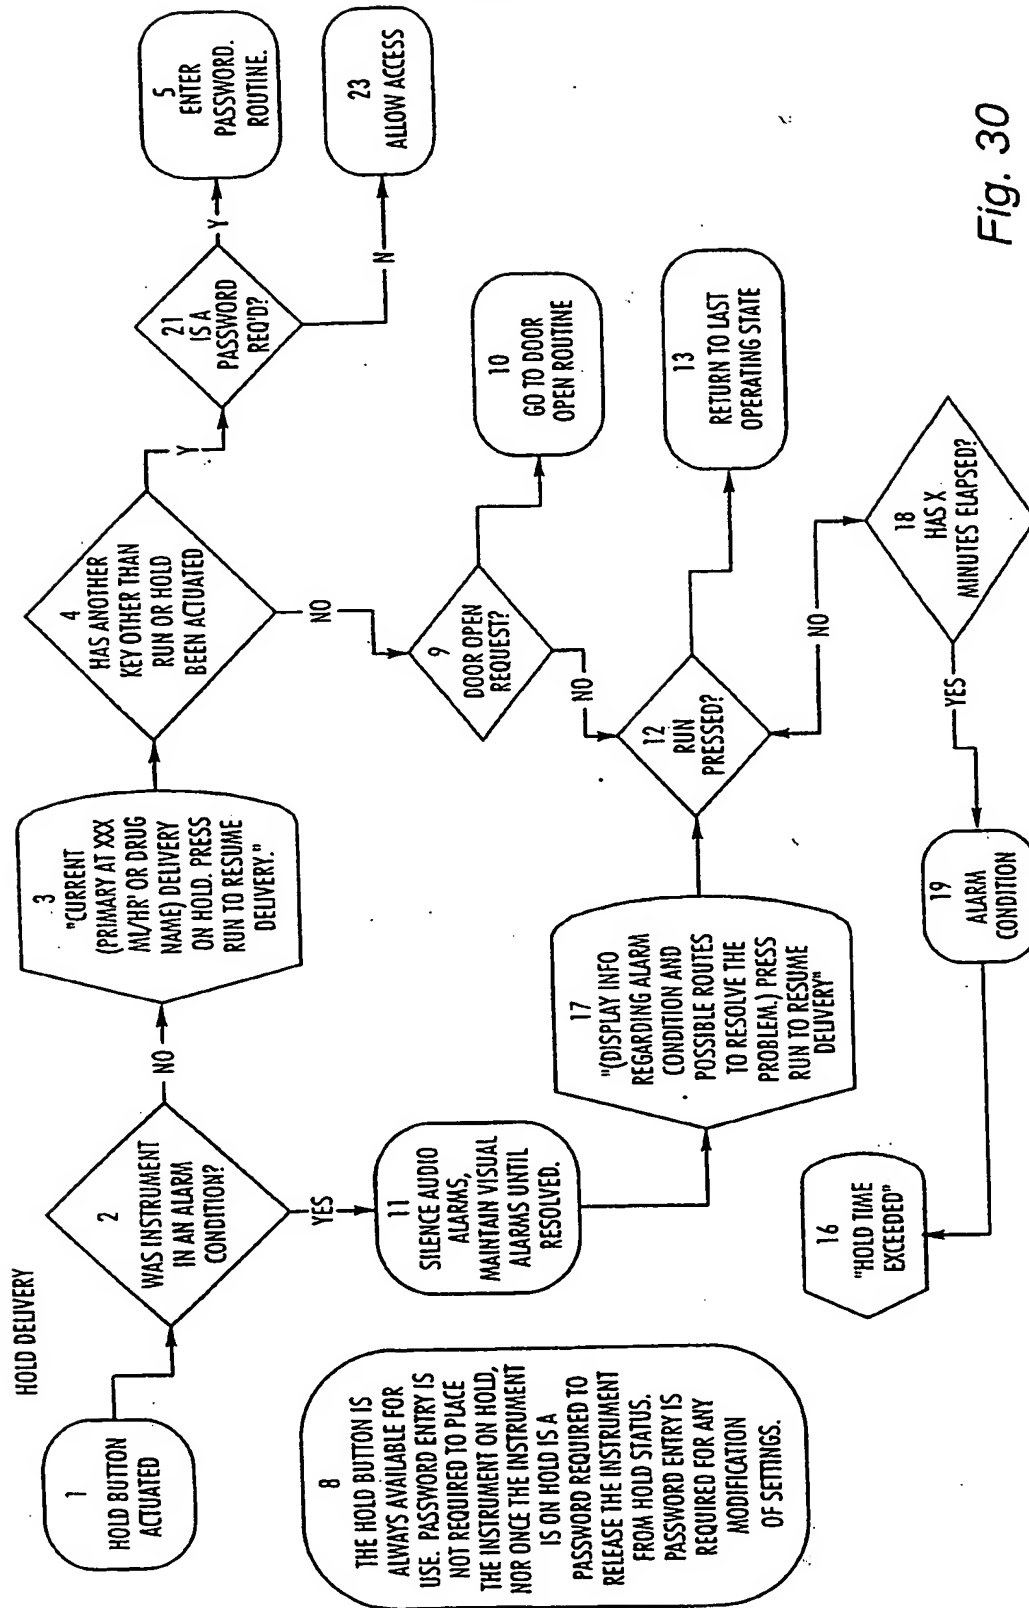 HOLD DELIVERY
1
HOLD BUTTON
ACTUATED
2
WAS INSTRUMENT
IN AN ALARM
CONDITION?
NO
YES
3
"CURRENT
(PRIMARY AT XXX
ML/HR' OR DRUG
NAME) DELIVERY
ON HOLD. PRESS
RUN TO RESUME
DELIVERY."
4
HAS ANOTHER
KEY OTHER THAN
RUN OR HOLD
BEEN ACTUATED
Y
NO
21
IS A
PASSWORD
REQ'D?
Y
N
5
ENTER
PASSWORD.
ROUTINE.
23
ALLOW ACCESS
9
DOOR OPEN
REQUEST?
NO
10
GO TO DOOR
OPEN ROUTINE
11
SILENCE AUDIO
ALARMS,
MAINTAIN VISUAL
ALARMS UNTIL
RESOLVED.
17
"(DISPLAY INFO
REGARDING ALARM
CONDITION AND
POSSIBLE ROUTES
TO RESOLVE THE
PROBLEM.) PRESS
RUN TO RESUME
DELIVERY"
12
RUN
PRESSED?
NO
13
RETURN TO LAST
OPERATING STATE
18
HAS X
MINUTES ELAPSED?
YES
19
ALARM
CONDITION
16
"HOLD TIME
EXCEEDED"
8
THE HOLD BUTTON IS
ALWAYS AVAILABLE FOR
USE. PASSWORD ENTRY IS
NOT REQUIRED TO PLACE
THE INSTRUMENT ON HOLD,
NOR ONCE THE INSTRUMENT
IS ON HOLD IS A
PASSWORD REQUIRED TO
RELEASE THE INSTRUMENT
FROM HOLD STATUS.
PASSWORD ENTRY IS
REQUIRED FOR ANY
MODIFICATION
OF SETTINGS.
Fig. 30